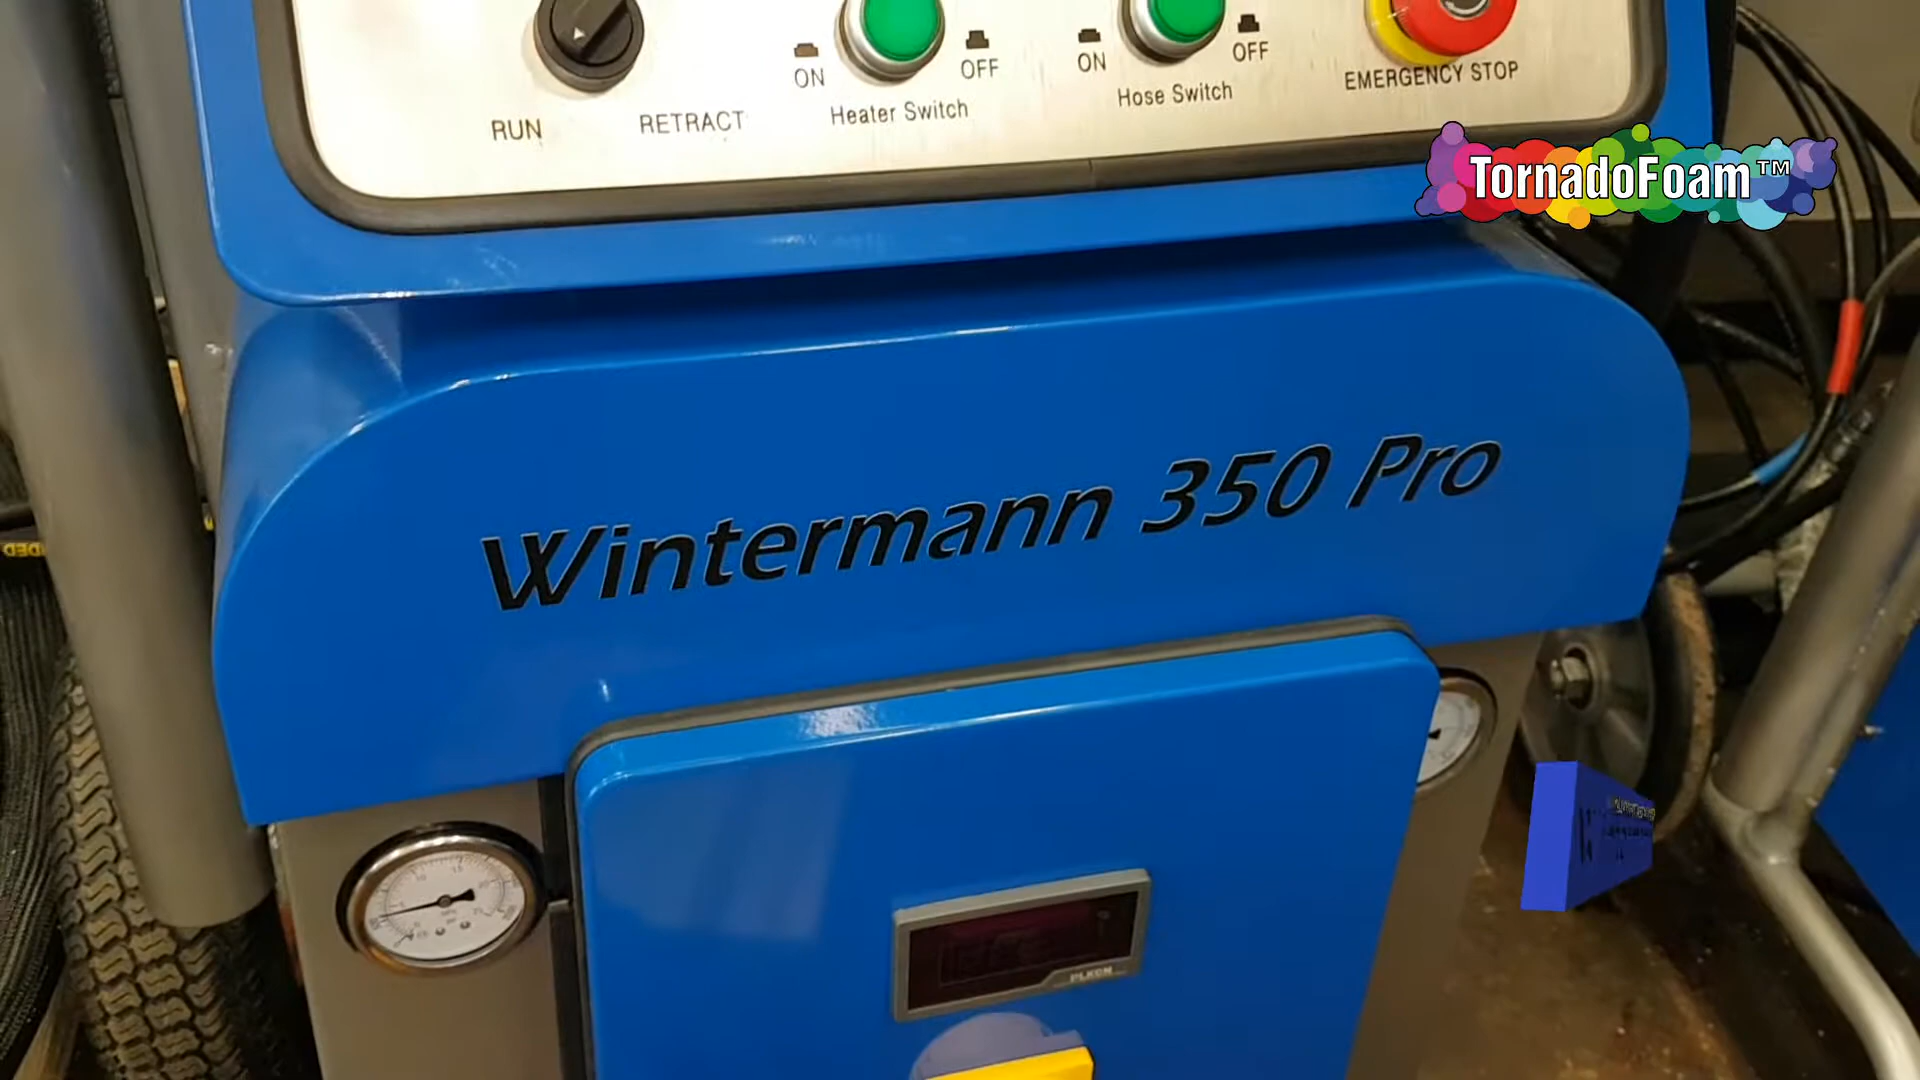 ON
OFF
Heater Switch
ON
OFF
Hose Switch
EMERGENCY STOP
RUN
RETRACT
TornadoFoam™
Wintermann 350 Pro